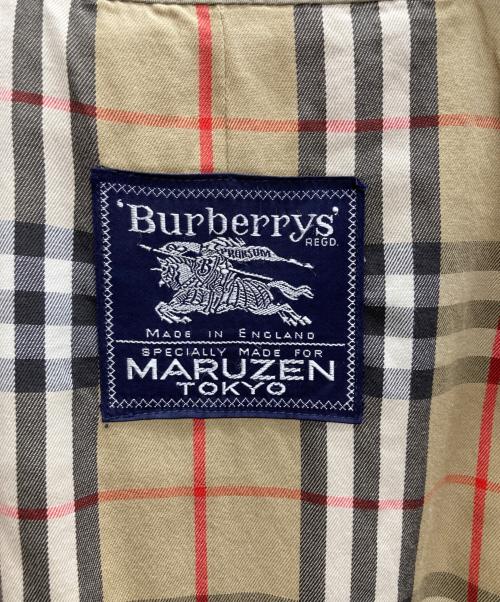 'Burberrys'
REGD.
PRORSUM
MADE IN ENGLAND
SPECIALLY MADE FOR
MARUZEN
TOKYO